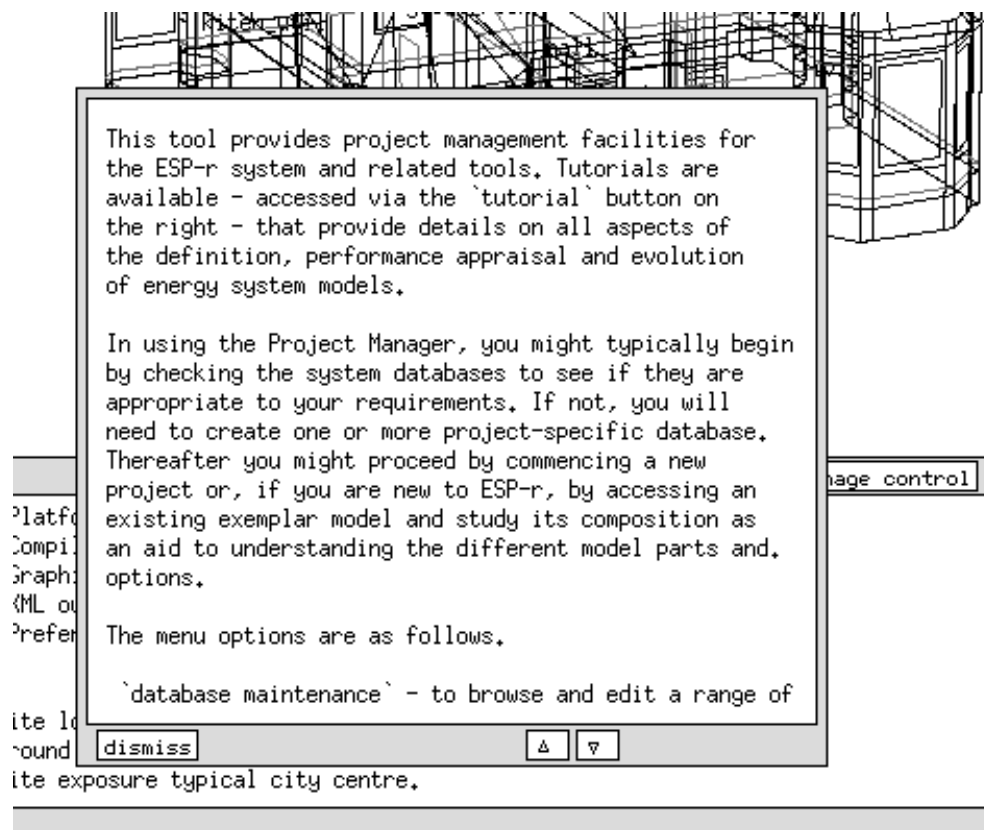 This tool provides project management facilities for
the ESP-r system and related tools. Tutorials are
available - accessed via the `tutorial` button on
the right - that provide details on all aspects of
the definition, performance appraisal and evolution
of energy system models.
In using the Project Manager, you might typically begin
by checking the system databases to see if they are
appropriate to your requirements. If not, you will
need to create one or more project-specific database.
Thereafter you might proceed by commencing a new
project or, if you are new to ESP-r, by accessing an
existing exemplar model and study its composition as
an aid to understanding the different model parts and.
options.
The menu options are as follows.
`database maintenance` - to browse and edit a range of
dismiss
control
exposure typical city centre.